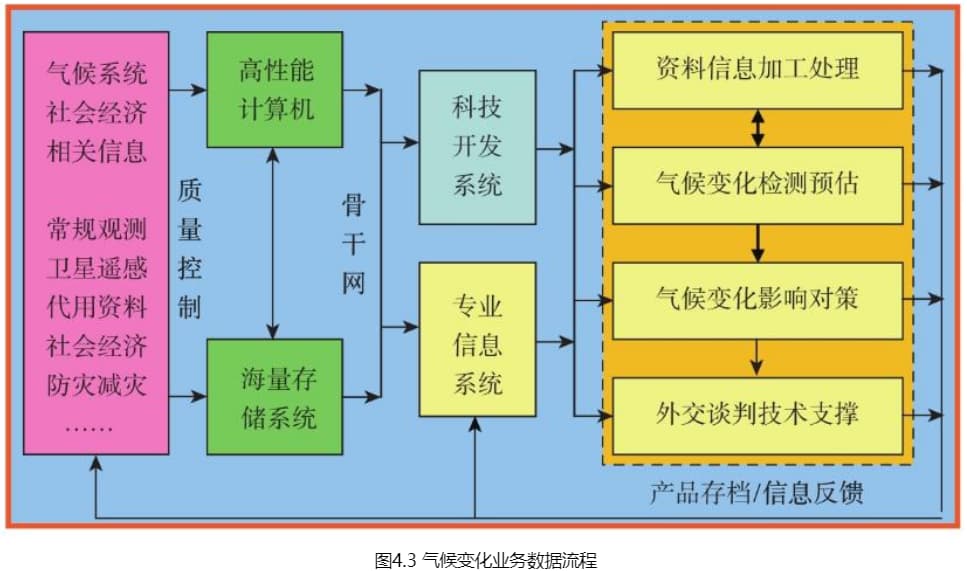 气候系统
社会经济
相关信息
常规观测
卫星遥感
代用资料
社会经济
防灾减灾
……
质
量
控
制
高性能
计算机
海量存
储系统
骨
干
网
科技
开发
系统
专业
信息
系统
资料信息加工处理
气候变化检测预估
气候变化影响对策
外交谈判技术支撑
产品存档/信息反馈
图4.3 气候变化业务数据流程